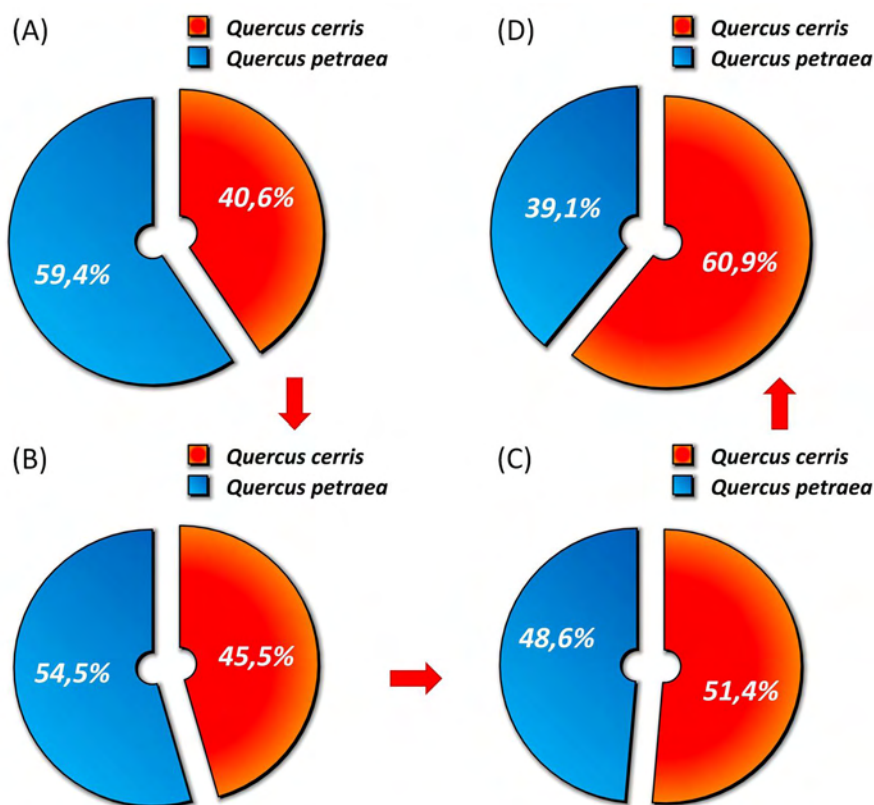 (A)
Quercus cerris
Quercus petraea
40,6%
59,4%
(D)
Quercus cerris
Quercus petraea
39,1%
60,9%
(B)
Quercus cerris
Quercus petraea
45,5%
54,5%
(C)
Quercus cerris
Quercus petraea
48,6%
51,4%